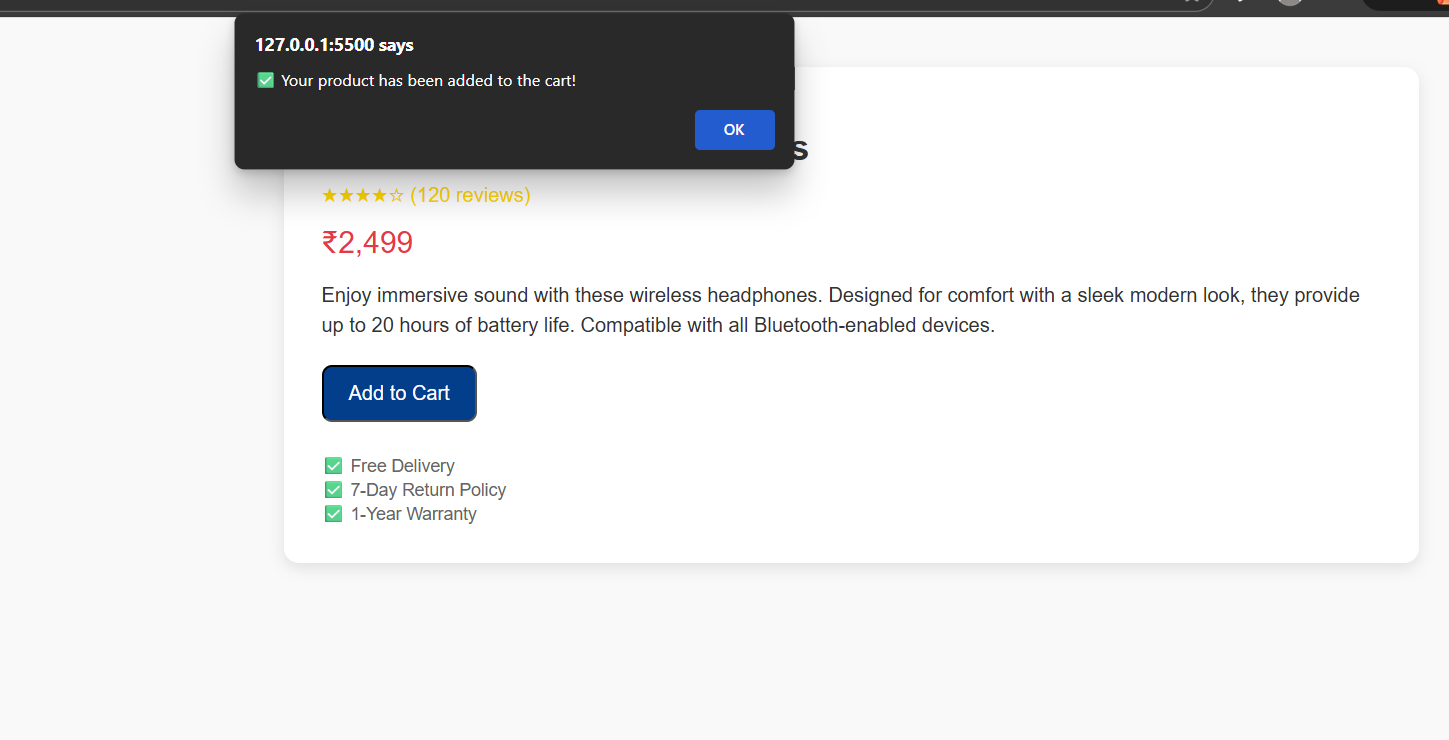 127.0.0.1:5500 says
✅ Your product has been added to the cart!
OK
★★★★☆ (120 reviews)
₹2,499
Enjoy immersive sound with these wireless headphones. Designed for comfort with a sleek modern look, they provide
up to 20 hours of battery life. Compatible with all Bluetooth-enabled devices.
Add to Cart
✅ Free Delivery
✅ 7-Day Return Policy
✅ 1-Year Warranty